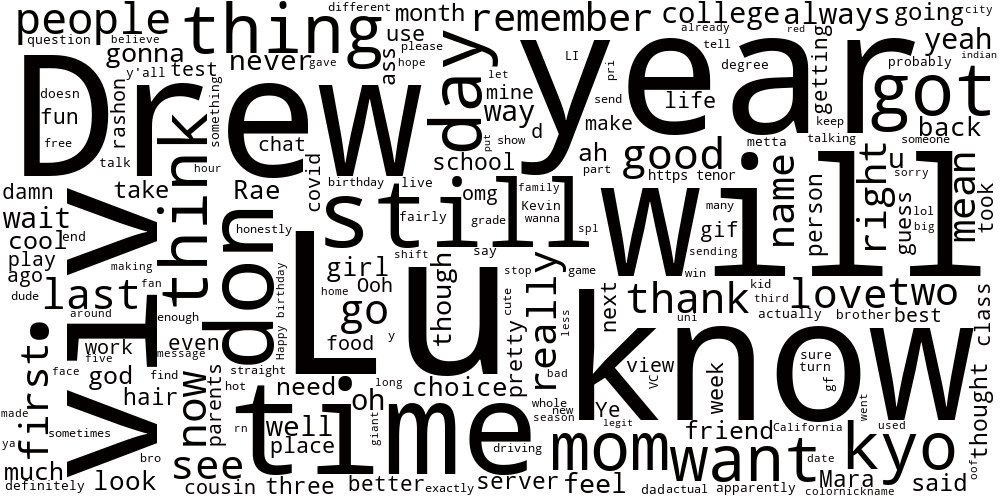 people
thing
different
month
remember
college
always
going
city
question
believe
gonna
use
already
red
yeah
never
gave
please
hope
tell
LI
pri
degree
probably
indian
y'all
test
ass
Drew
day
year
got
getting
doesn
rashon
something
let
mine
send
life
fun
way
d
make
keep
back
free
chat
put
show
talking
someone
talk
hour
think
covid
school
ah
part
good
metta
https
tenor
right
u
sorry
mean
damn
take
Rae
birthday
live
omg
family
will
name
person
took
wait
Vivi
don
still
fairly
grade
Kevin
wanna
many
gif
guess
lol
big
cool
end
honestly
spl
sending
play
making
shift
say
ago
girl
Ooh
though
really
stop
game
win
dude
fan
Happy birthday
home
Lu
cute
next
thank
kid
third
love
two
last
around
enough
go
y
less
know
uni
actually
brother
best
class
first
work
five
message
even
food
pretty
sure
turn
face
god
find
straight
bad
view
VC
gf
hair
now
parents
hot
need
oh
long
choice
whole
new
season
Ye
legit
week
went
thought
made
sometimes
rn
time
well
place
giant
driving
mom
friend
California
used
kyo
ya
bro
see
want
date
oof
much
definitely
look
cousin
three
better
exactly
server
feel
dad
actual
apparently
Mara
colornickname
said